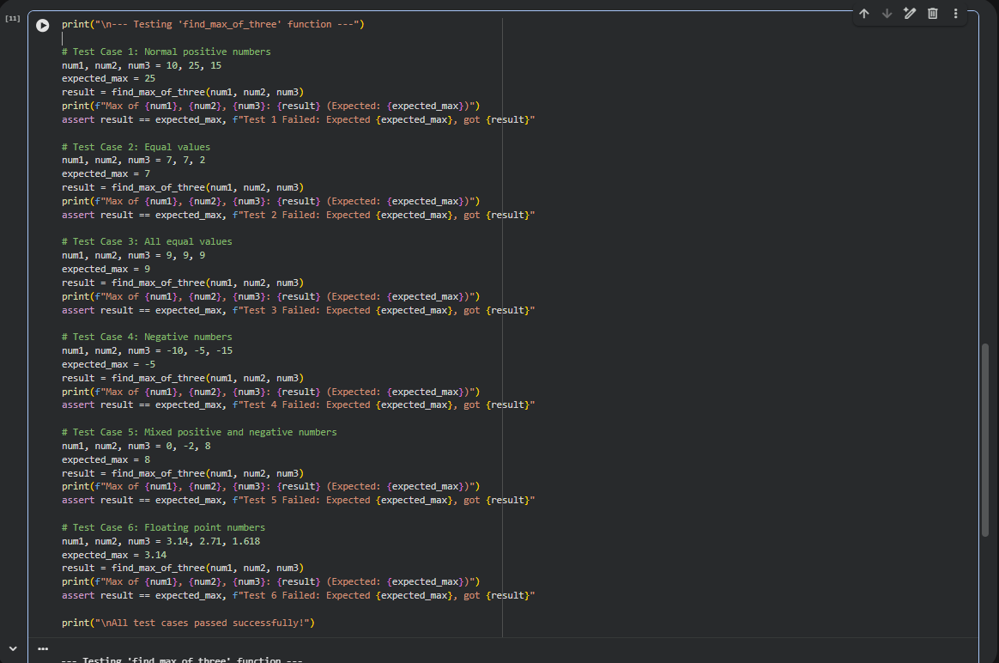 [11]
print("\n--- Testing 'find_max_of_three' function ---")
# Test Case 1: Normal positive numbers
num1, num2, num3 = 10, 25, 15
expected_max = 25
result = find_max_of_three(num1, num2, num3)
print(f"Max of {num1}, {num2}, {num3}: {result} (Expected: {expected_max})")
assert result == expected_max, f"Test 1 Failed: Expected {expected_max}, got {result}"
# Test Case 2: Equal values
num1, num2, num3 = 7, 7, 2
expected_max = 7
result = find_max_of_three(num1, num2, num3)
print(f"Max of {num1}, {num2}, {num3}: {result} (Expected: {expected_max})")
assert result == expected_max, f"Test 2 Failed: Expected {expected_max}, got {result}"
# Test Case 3: All equal values
num1, num2, num3 = 9, 9, 9
expected_max = 9
result = find_max_of_three(num1, num2, num3)
print(f"Max of {num1}, {num2}, {num3}: {result} (Expected: {expected_max})")
assert result == expected_max, f"Test 3 Failed: Expected {expected_max}, got {result}"
# Test Case 4: Negative numbers
num1, num2, num3 = -10, -5, -15
expected_max = -5
result = find_max_of_three(num1, num2, num3)
print(f"Max of {num1}, {num2}, {num3}: {result} (Expected: {expected_max})")
assert result == expected_max, f"Test 4 Failed: Expected {expected_max}, got {result}"
# Test Case 5: Mixed positive and negative numbers
num1, num2, num3 = 0, -2, 8
expected_max = 8
result = find_max_of_three(num1, num2, num3)
print(f"Max of {num1}, {num2}, {num3}: {result} (Expected: {expected_max})")
assert result == expected_max, f"Test 5 Failed: Expected {expected_max}, got {result}"
# Test Case 6: Floating point numbers
num1, num2, num3 = 3.14, 2.71, 1.618
expected_max = 3.14
result = find_max_of_three(num1, num2, num3)
print(f"Max of {num1}, {num2}, {num3}: {result} (Expected: {expected_max})")
assert result == expected_max, f"Test 6 Failed: Expected {expected_max}, got {result}"
print("\nAll test cases passed successfully!")
--- Testing 'find_max_of_three' function ---